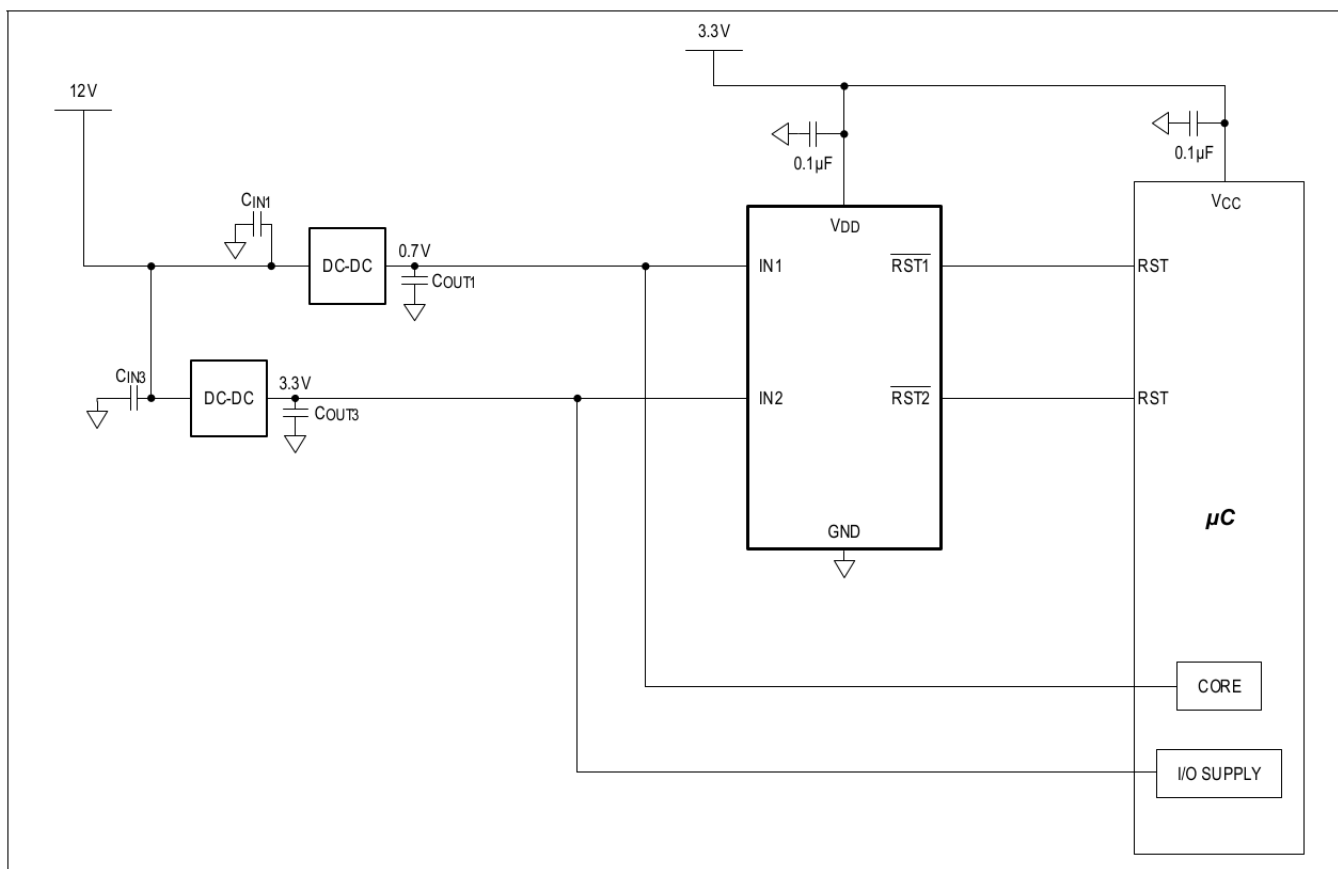 3.3V
12V
0.1µF
0.1µF
CIN1
VDD
VCC
DC-DC
0.7V
COUT1
IN1
RST1
RST
CIN3
DC-DC
3.3V
COUT3
IN2
RST2
RST
µC
GND
CORE
I/O SUPPLY